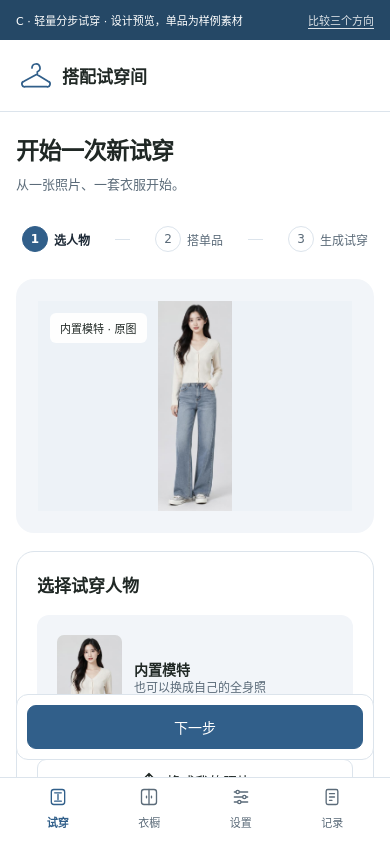 C · 轻量分步试穿 · 设计预览，单品为样例素材
比较三个方向
搭配试穿间
开始一次新试穿
从一张照片、一套衣服开始。
1 选人物
2 搭单品
3 生成试穿
内置模特 · 原图
选择试穿人物
内置模特
也可以换成自己的全身照
下一步
试穿
衣橱
设置
记录